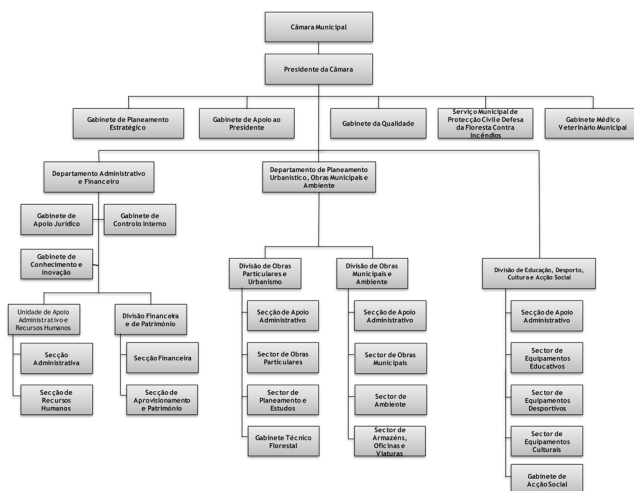 Câmara Municipal
Presidente da Câmara
Gabinete de Planeamento
Estratégico
Gabinete de Apoio ao
Presidente
Gabinete da Qualidade
Serviço Municipal de
Protecção Civil e Defesa
da Floresta Contra
Incêndios
Gabinete Médico
Veterinário Municipal
Departamento Administrativo
e Financeiro
Departamento de Planeamento
Urbanístico, Obras Municipais e
Ambiente
Gabinete de
Apoio Jurídico
Gabinete de
Controlo Interno
Gabinete de
Conhecimento e
Inovação
Divisão de Obras
Particulares e
Urbanismo
Divisão de Obras
Municipais e
Ambiente
Divisão de Educação, Desporto,
Cultura e Acção Social
Unidade de Apoio
Administrativo e
Recursos Humanos
Divisão Financeira
e de Património
Secção
Administrativa
Secção de
Recursos
Humanos
Secção Financeira
Secção de
Aprovisionamento
e Património
Secção de Apoio
Administrativo
Sector de Obras
Particulares
Sector de
Planeamento e
Estudos
Gabinete Técnico
Florestal
Secção de Apoio
Administrativo
Sector de Obras
Municipais
Sector de
Ambiente
Sector de
Armazéns,
Oficinas e
Viaturas
Secção de Apoio
Administrativo
Sector de
Equipamentos
Educativos
Sector de
Equipamentos
Desportivos
Sector de
Equipamentos
Culturais
Gabinete de
Acção Social